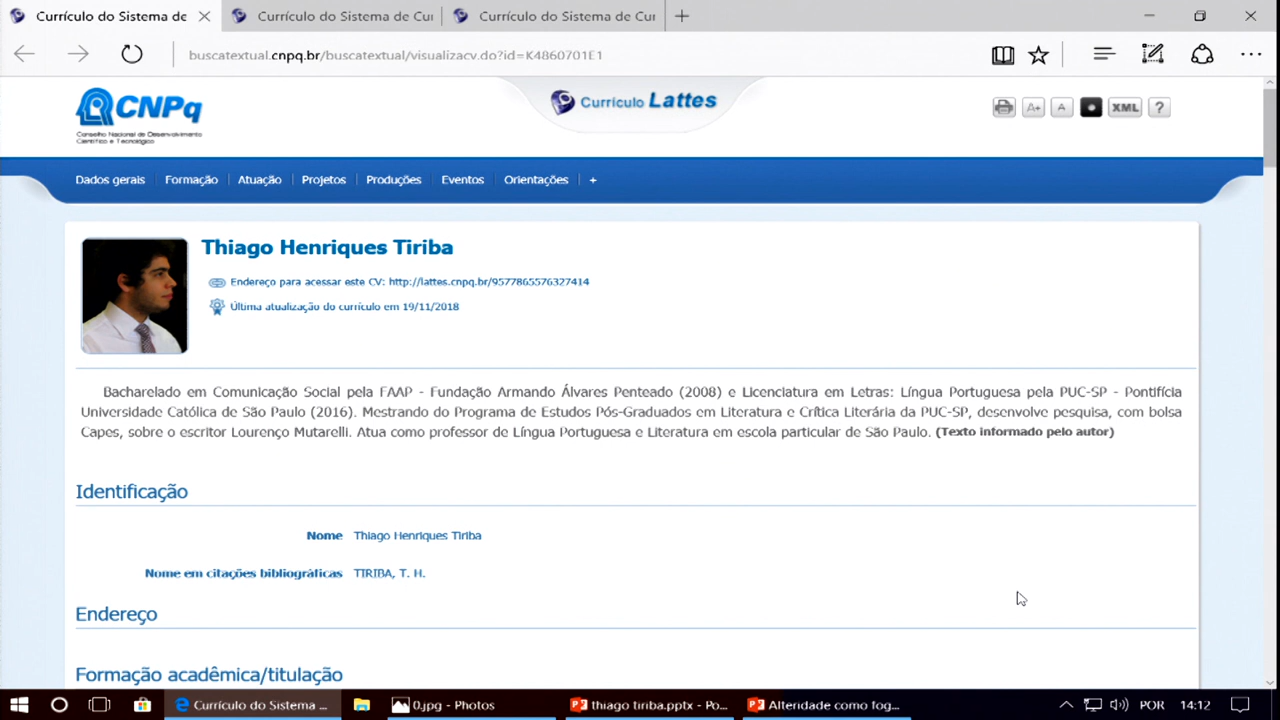 Currículo do Sistema de
Currículo do Sistema de Cur
Currículo do Sistema de Cur
buscatextual.cnpq.br/buscatextual/visualizacv.do?id=K4860701E1
CNPq
Conselho Nacional de Desenvolvimento
Científico e Tecnológico
Currículo Lattes
A+
A
XML
?
Dados gerais
Formação
Atuação
Projetos
Produções
Eventos
Orientações
+
Thiago Henriques Tiriba
Endereço para acessar este CV: http://lattes.cnpq.br/9577865576327414
Última atualização do currículo em 19/11/2018
Bacharelado em Comunicação Social pela FAAP - Fundação Armando Álvares Penteado (2008) e Licenciatura em Letras: Língua Portuguesa pela PUC-SP - Pontifícia
Universidade Católica de São Paulo (2016). Mestrando do Programa de Estudos Pós-Graduados em Literatura e Crítica Literária da PUC-SP, desenvolve pesquisa, com bolsa
Capes, sobre o escritor Lourenço Mutarelli. Atua como professor de Língua Portuguesa e Literatura em escola particular de São Paulo. (Texto informado pelo autor)
Identificação
Nome Thiago Henriques Tiriba
Nome em citações bibliográficas TIRIBA, T. H.
Endereço
Formação acadêmica/titulação
Currículo do Sistema ...
0.jpg - Photos
thiago tiriba.pptx - Po...
Alteridade como fog...
POR
14:12